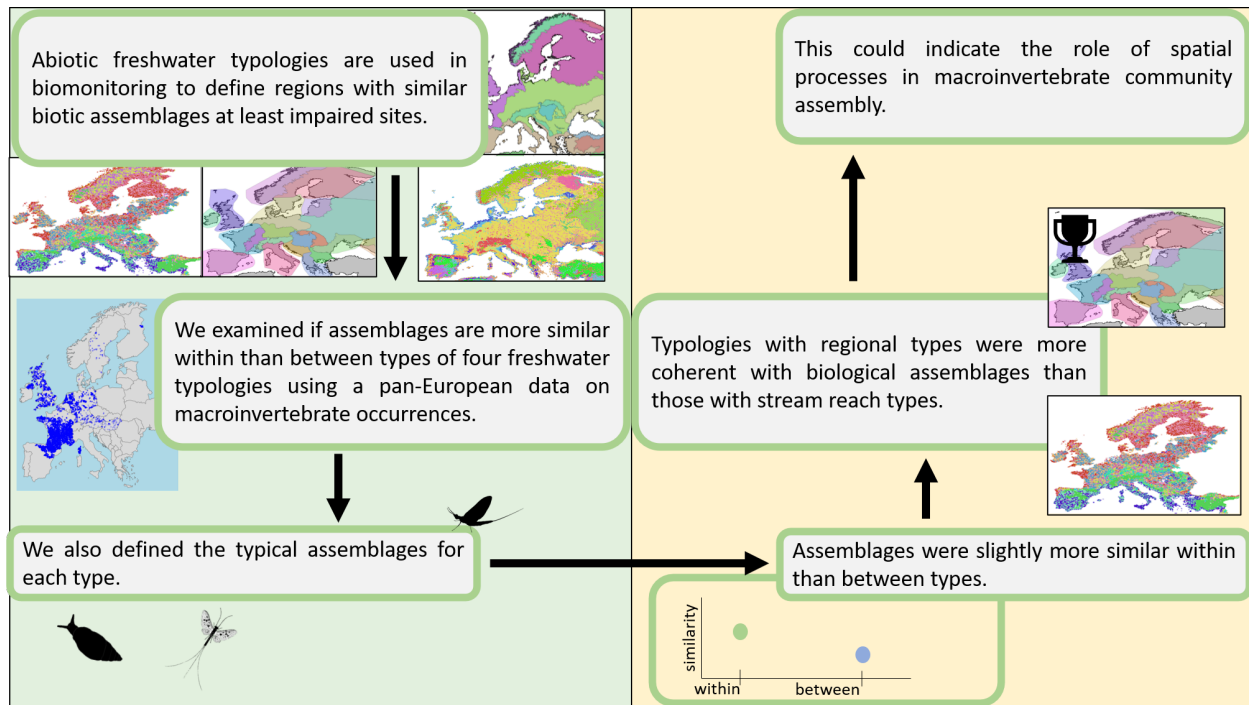 Abiotic freshwater typologies are used in
biomonitoring to define regions with similar
biotic assemblages at least impaired sites.
We examined if assemblages are more similar
within than between types of four freshwater
typologies using a pan-European data on
macroinvertebrate occurrences.
We also defined the typical assemblages for
each type.
Assemblages were slightly more similar within
than between types.
similarity
within
between
Typologies with regional types were more
coherent with biological assemblages than
those with stream reach types.
This could indicate the role of spatial
processes in macroinvertebrate community
assembly.